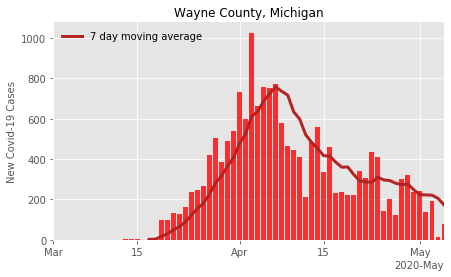 Wayne County, Michigan
7 day moving average
New Covid-19 Cases
1000
800
600
400
200
0
Mar
15
Apr
15
May
2020-May